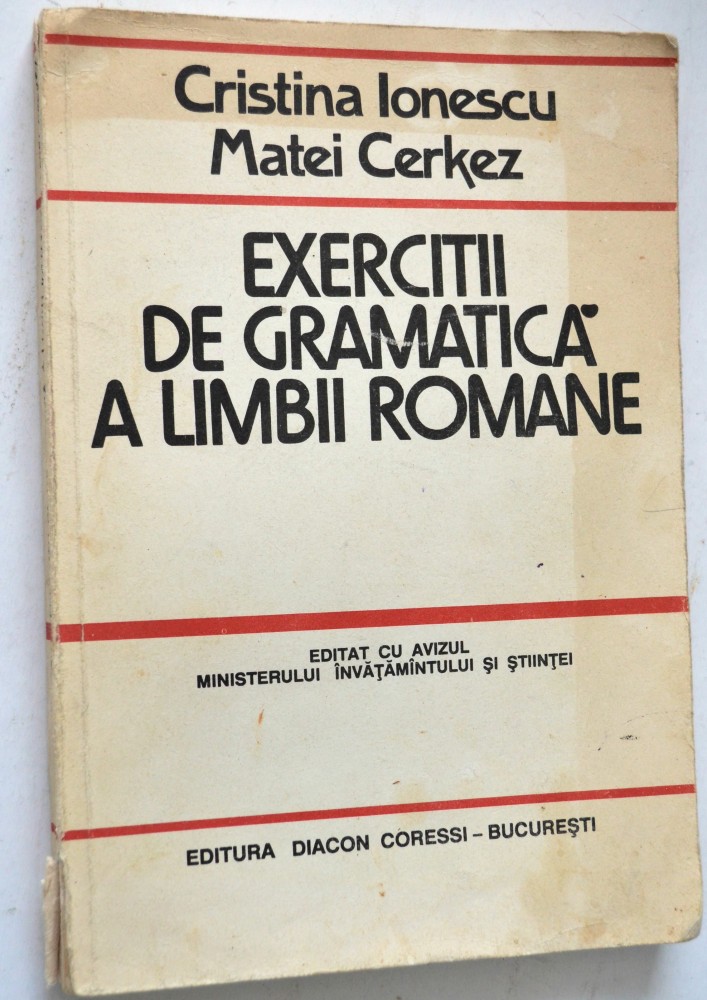 Cristina Ionescu
Matei Cerkez
EXERCITII
DE GRAMATICĂ
A LIMBII ROMANE
EDITAT CU AVIZUL
MINISTERULUI ÎNVĂŢĂMÎNTULUI ŞI ŞTIINŢEI
EDITURA DIACON CORESSI – BUCUREŞTI